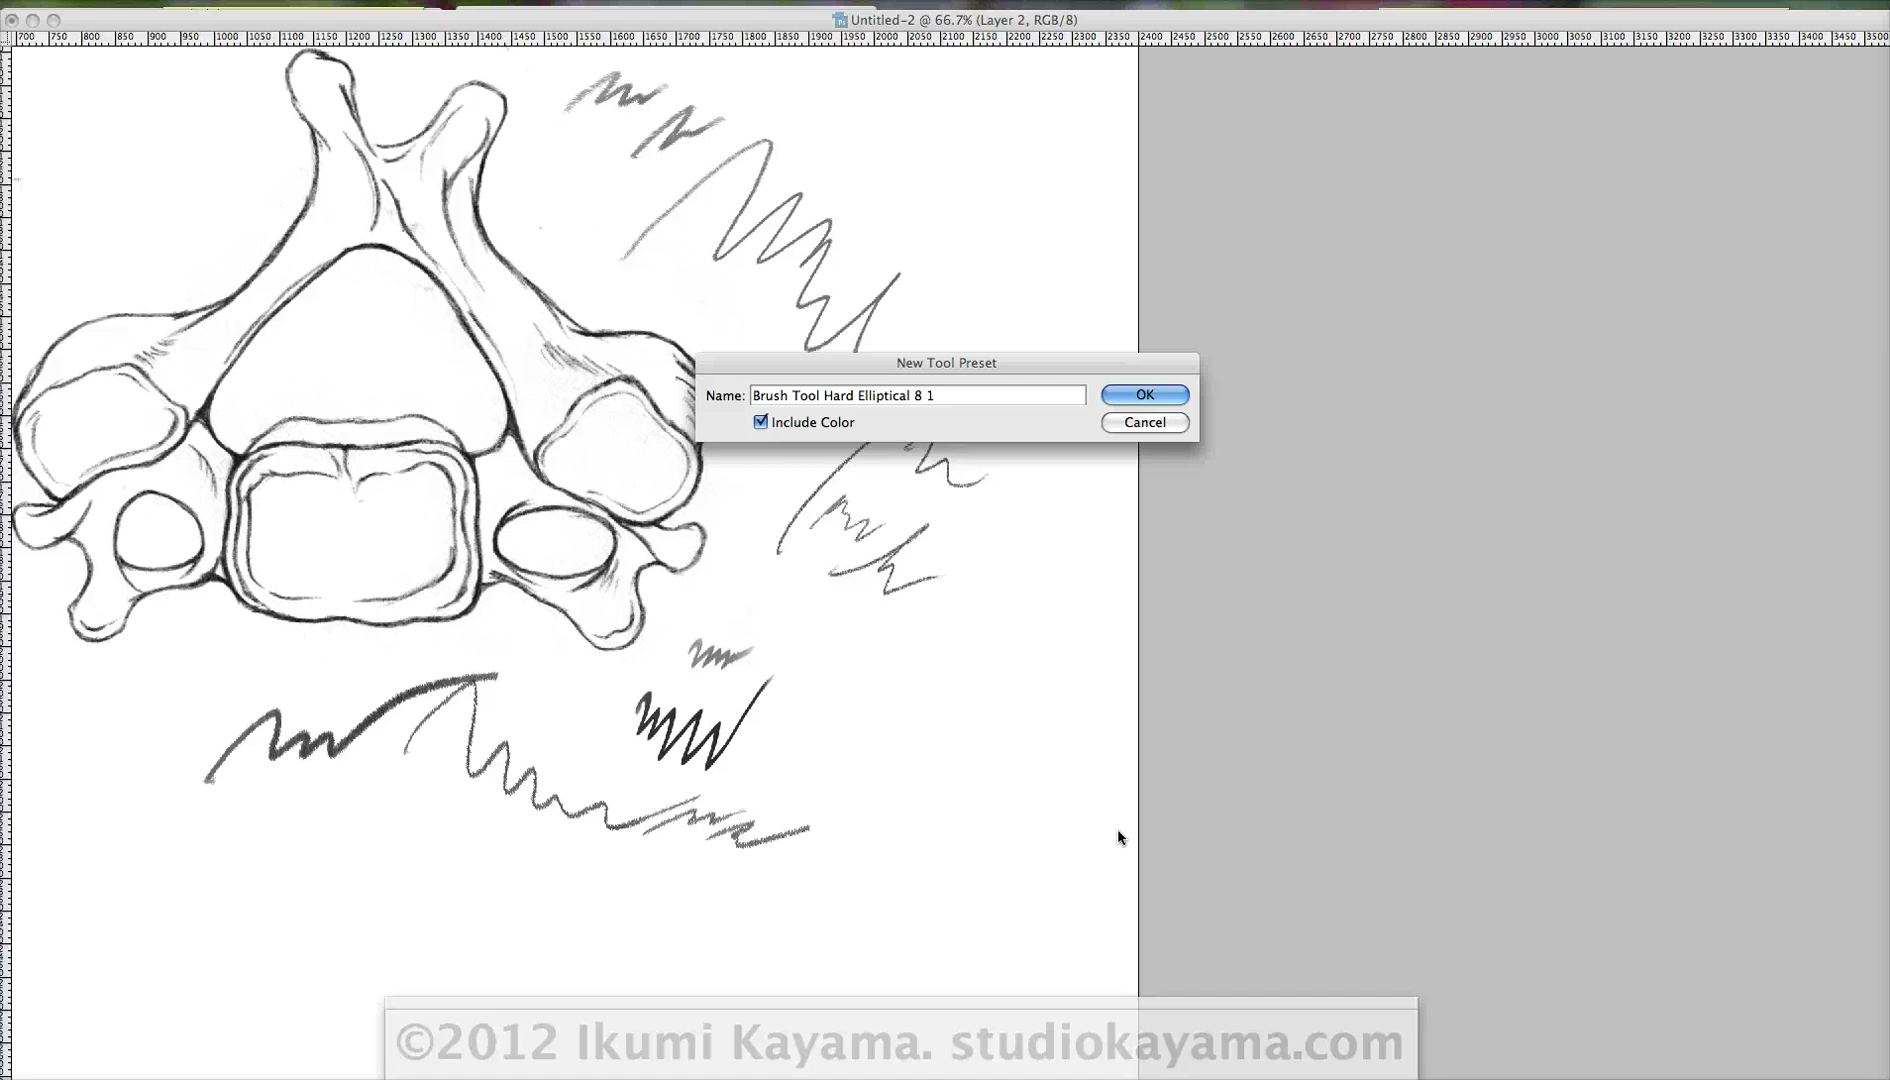 Untitled-2 @ 66.7% (Layer 2, RGB/8)
700 750 800 850 900 950 1000 1050 1100 1150 1200 1250 1300 1350 1400 1450 1500 1550 1600 1650 1700 1750 1800 1850 1900 1950 2000 2050 2100 2150 2200 2250 2300 2350 2400 2450 2500 2550 2600 2650 2700 2750 2800 2850 2900 2950 3000 3050 3100 3150 3200 3250 3300 3350 3400 3450 3500
New Tool Preset
Name: Brush Tool Hard Elliptical 8 1 OK
Include Color Cancel
©2012 Ikumi Kayama. studiokayama.com